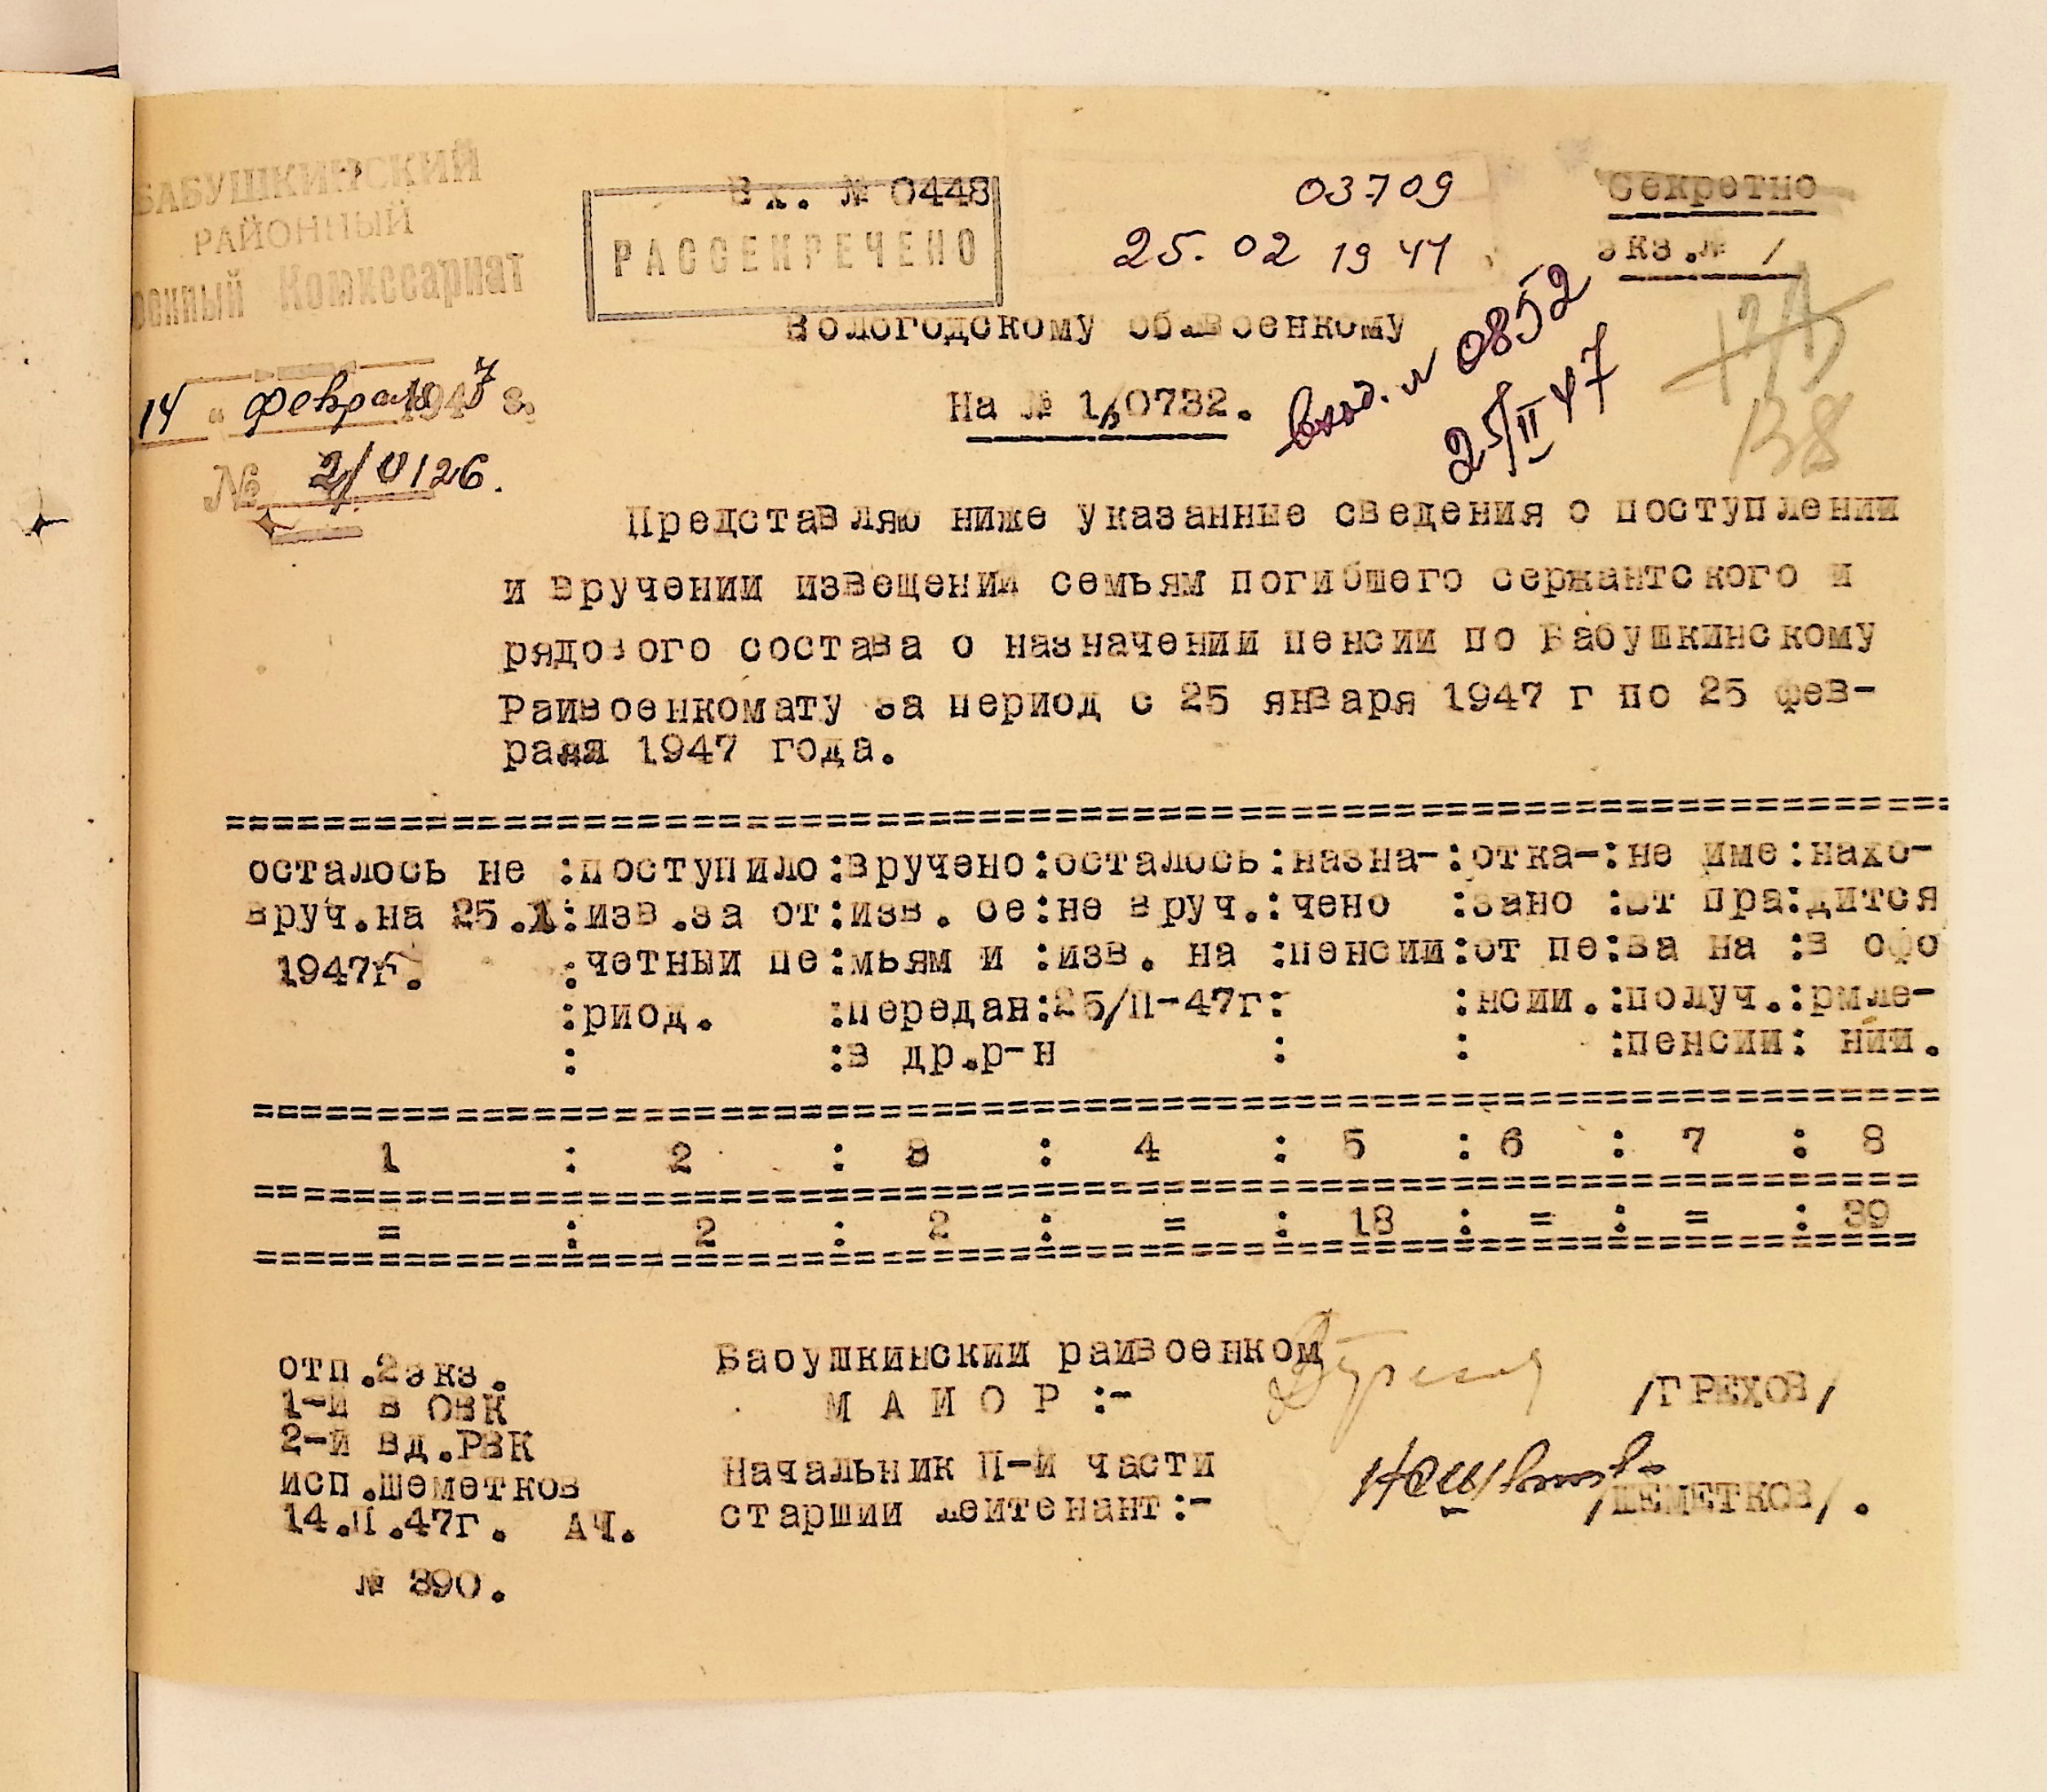 БАБУШКИНСКИЙ
РАЙОННЫЙ
Военный Комиссариат
14 " февраля 1947 г.
№ 2/0126.
Вх. № 0448
РАССЕКРЕЧЕНО
03709
25. 02 19 47
Секретно
экз.№ 1
Вологодскому облвоенкому
На № 1/0732.
вход. № 0852
25/II 47
138
Представляю ниже указанные сведения о поступлении
и вручении извещений семьям погибшего сержантского и
рядового состава о назначении пенсии по Бабушкинскому
Райвоенкомату за период с 25 января 1947 г по 25 фев-
раля 1947 года.
осталось не :поступило:вручено:осталось:назна-:отка-:не име:нахо-
вруч.на 25.1:изв.за от:изв. се:не вруч.:чено :зано :ет пра:дится
1947г. :четный пе:мьям и :изв. на :пенсии:от пе:ва на :в офо
:риод. :передан:25/II-47г: :нсии.:получ.:рмле-
: :в др.р-н : : :пенсии: нии.
1 : 2 : 3 : 4 : 5 : 6 : 7 : 8
= : 2 : 2 : = : 18 : = : = : 39
Бабушкинский райвоенком
М А Й О Р :- /ГРЕХОВ/
Начальник II-й части
старший лейтенант:- /ШЕМЕТКОВ/.
отп.2экз.
1-й в ОВК
2-й вд.РВК
исп.Шеметков
14.II.47г. АЧ.
№ 390.